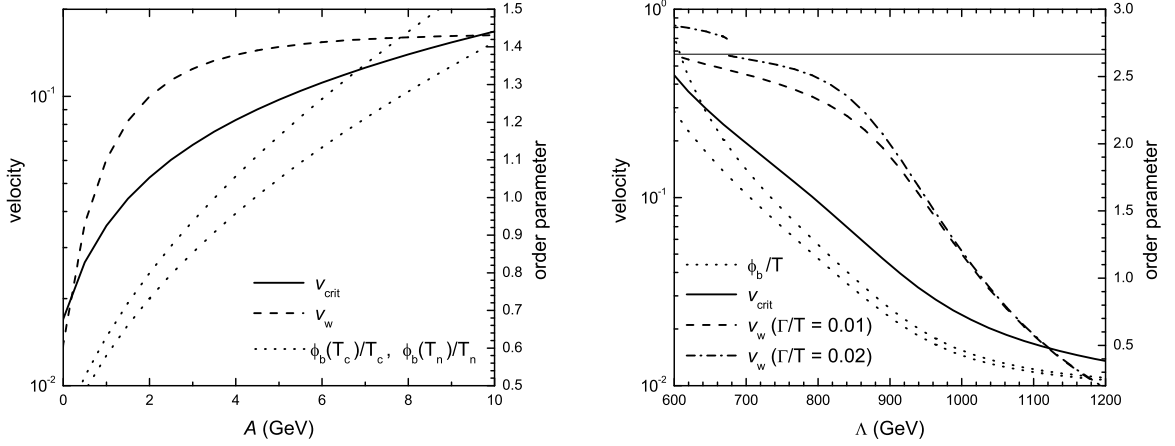 velocity
10⁻¹
10⁻²
0 2 4 6 8 10
A (GeV)
1.5
1.4
1.3
1.2
1.1
1.0
0.9
0.8
0.7
0.6
0.5
order parameter
v_crit
v_w
ϕ_b(T_c)/T_c , ϕ_b(T_n)/T_n
velocity
10⁰
10⁻¹
10⁻²
600 700 800 900 1000 1100 1200
Λ (GeV)
3.0
2.5
2.0
1.5
1.0
0.5
order parameter
ϕ_b/T
v_crit
v_w (Γ/T = 0.01)
v_w (Γ/T = 0.02)